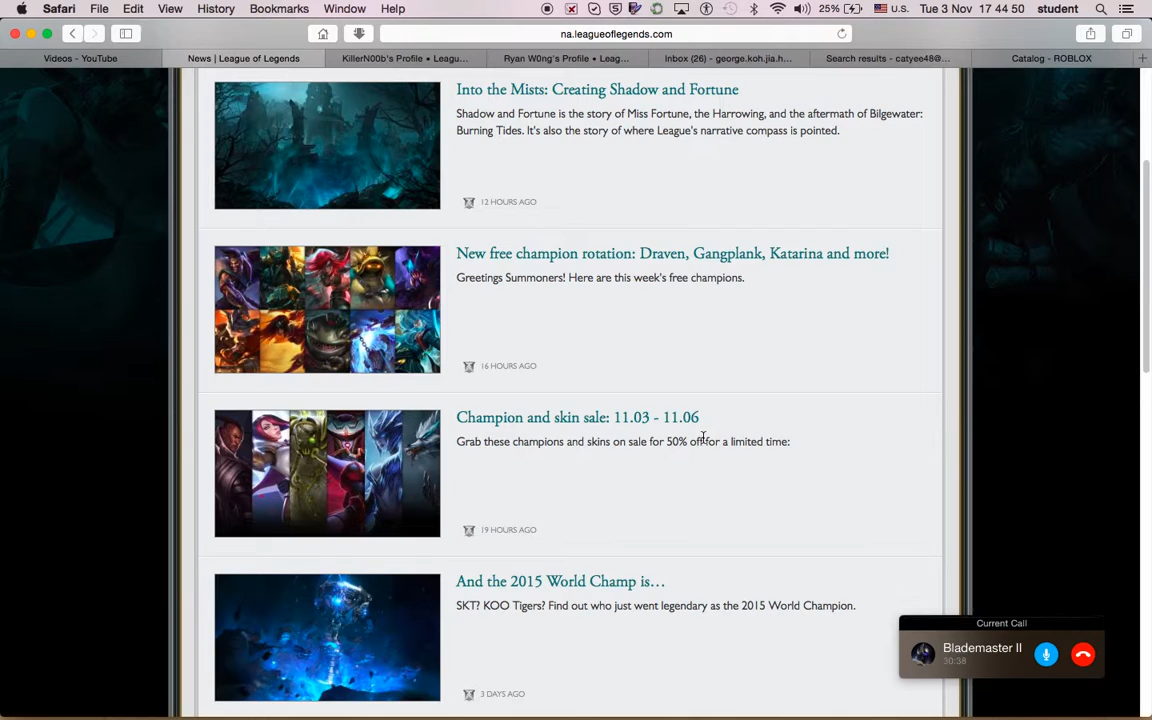 Safari File Edit View History Bookmarks Window Help 25% U.S. Tue 3 Nov 17 44 50 student
na.leagueoflegends.com
Videos - YouTube News | League of Legends KillerN00b's Profile • Leagu... Ryan W0ng's Profile • Leag... Inbox (26) - george.koh.jia.h... Search results - catyee48@... Catalog - ROBLOX
Into the Mists: Creating Shadow and Fortune
Shadow and Fortune is the story of Miss Fortune, the Harrowing, and the aftermath of Bilgewater:
Burning Tides. It's also the story of where League's narrative compass is pointed.
12 HOURS AGO
New free champion rotation: Draven, Gangplank, Katarina and more!
Greetings Summoners! Here are this week's free champions.
16 HOURS AGO
Champion and skin sale: 11.03 - 11.06
Grab these champions and skins on sale for 50% off for a limited time:
19 HOURS AGO
And the 2015 World Champ is...
SKT? KOO Tigers? Find out who just went legendary as the 2015 World Champion.
3 DAYS AGO
Current Call
Blademaster II
30:38